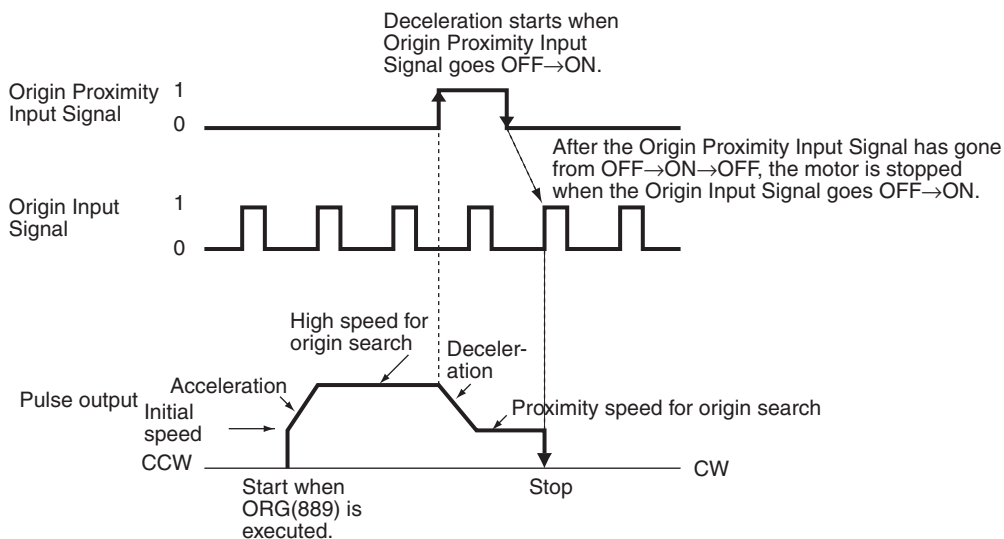 Deceleration starts when
Origin Proximity Input
Signal goes OFF→ON.
Origin Proximity
Input Signal
1
0
After the Origin Proximity Input Signal has gone
from OFF→ON→OFF, the motor is stopped
when the Origin Input Signal goes OFF→ON.
Origin Input
Signal
1
0
High speed for
origin search
Deceler-
ation
Acceleration
Pulse output
Initial
speed
Proximity speed for origin search
CCW
CW
Start when
ORG(889) is
executed.
Stop